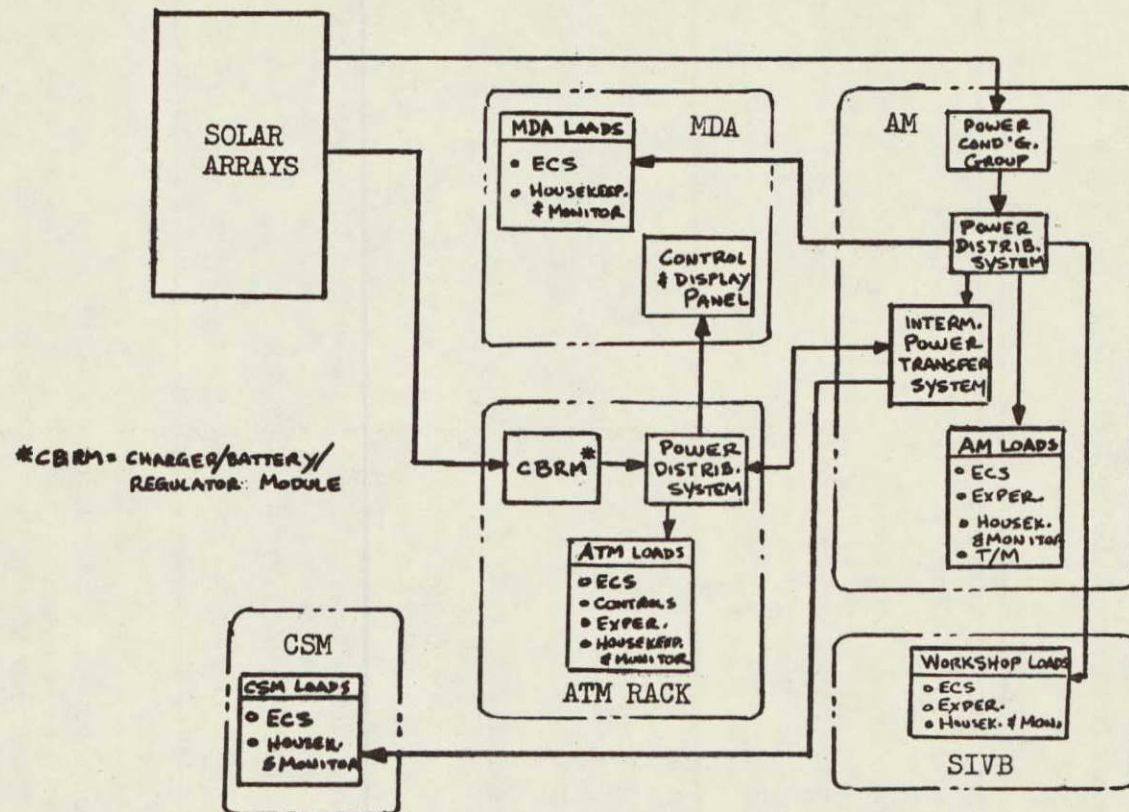 SOLAR
ARRAYS
MDA
MDA LOADS
• ECS
• HOUSEKEEP.
& MONITOR
CONTROL
& DISPLAY
PANEL
AM
POWER
COND'G.
GROUP
POWER
DISTRIB.
SYSTEM
INTERM.
POWER
TRANSFER
SYSTEM
AM LOADS
• ECS
• EXPER.
• HOUSEK.
& MONITOR
• T/M
*CBRM = CHARGER/BATTERY/
REGULATOR MODULE
CBRM*
POWER
DISTRIB.
SYSTEM
ATM LOADS
• ECS
• CONTROLS
• EXPER.
• HOUSEKEEP.
& MONITOR
ATM RACK
CSM
CSM LOADS
• ECS
• HOUSEK.
& MONITOR
WORKSHOP LOADS
• ECS
• EXPER.
• HOUSEK. & MON.
SIVB